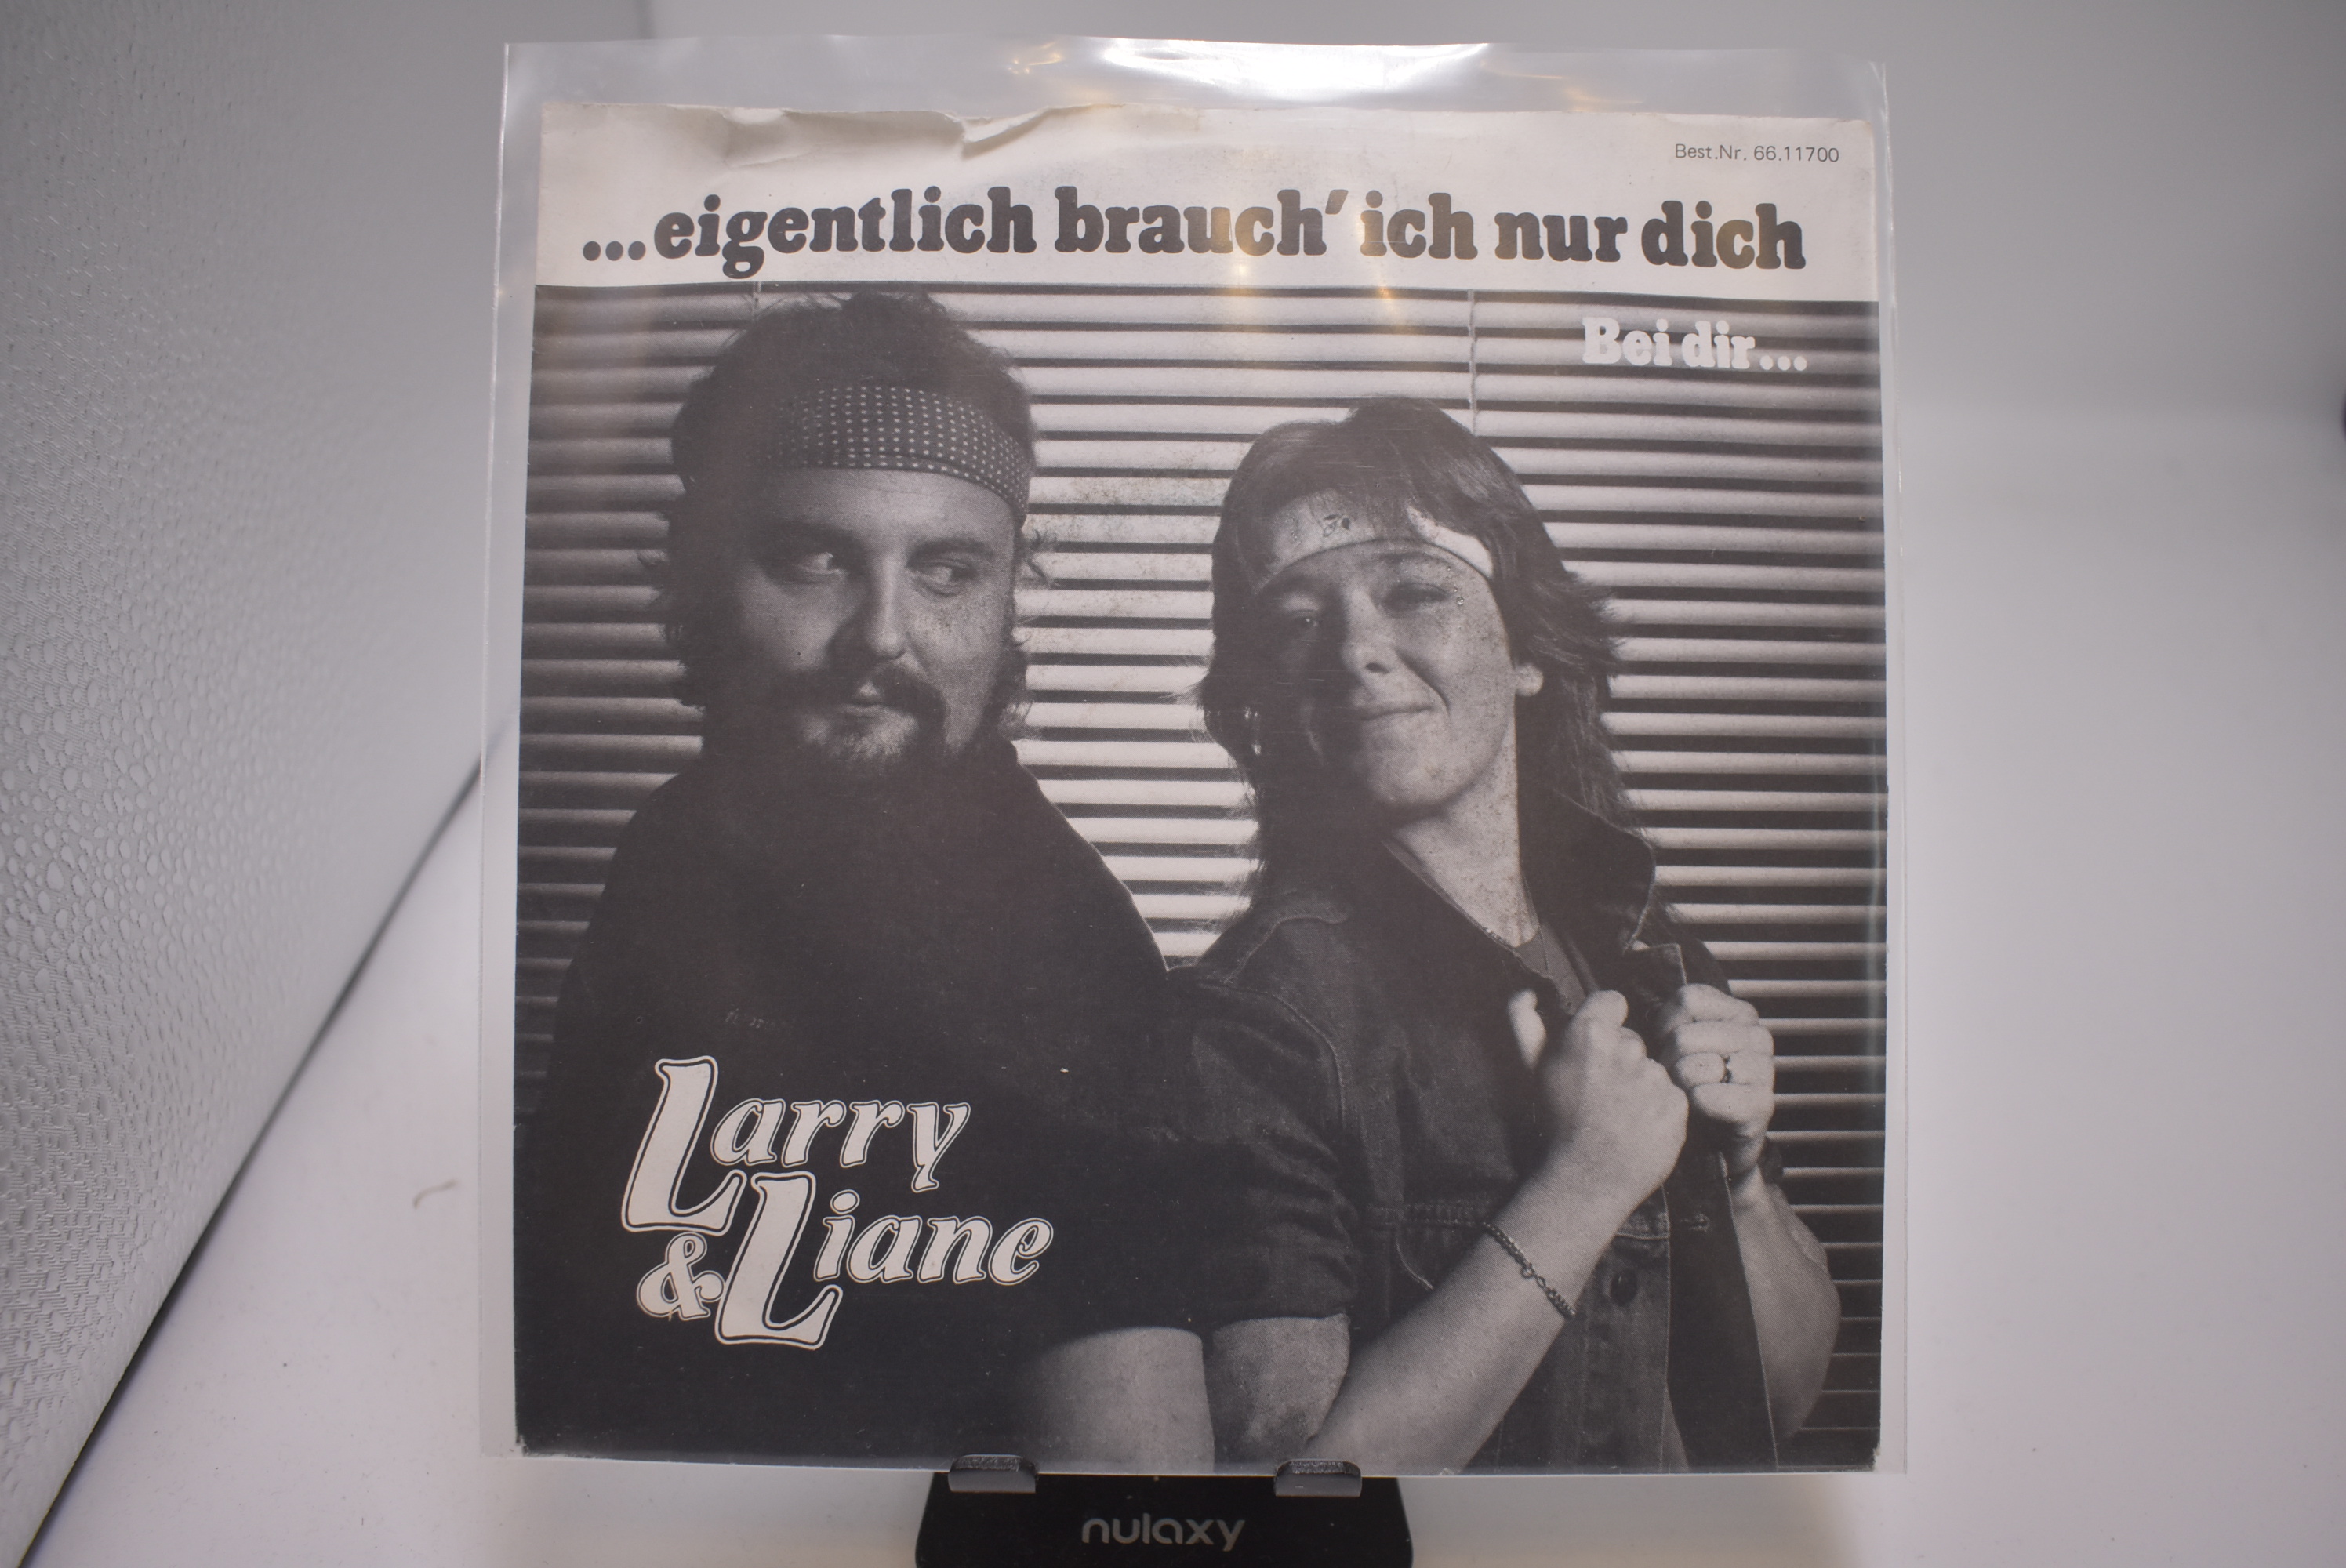 Best.Nr. 66.11700
...eigentlich brauch' ich nur dich
Bei dir...
Larry
& Liane
nulaxy